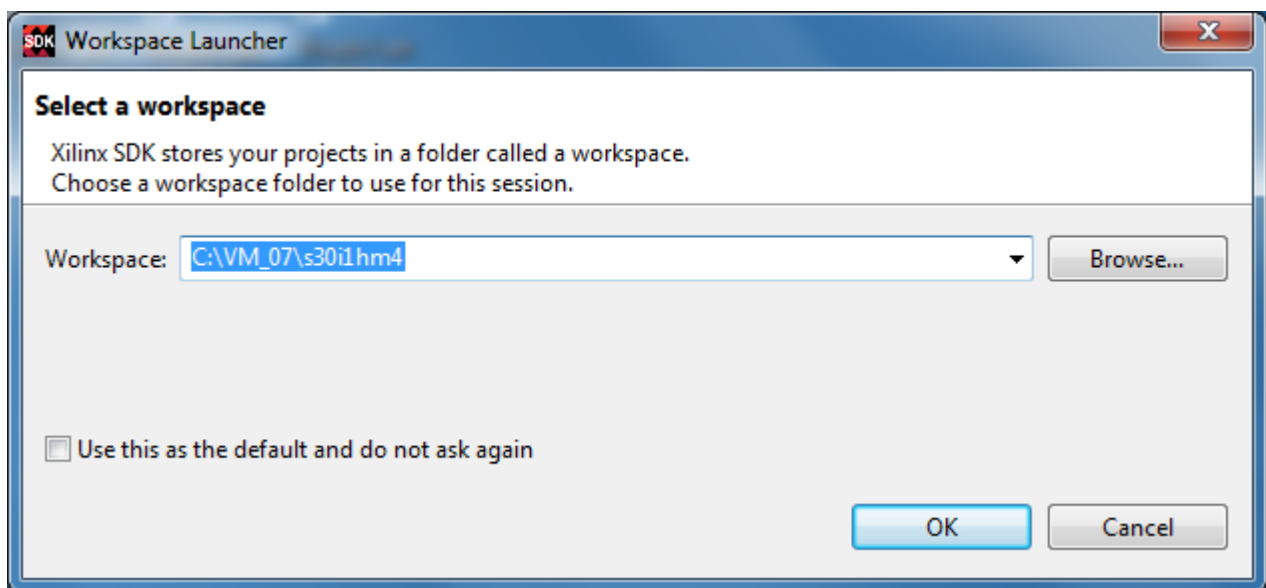 SDK Workspace Launcher
x
Select a workspace
Xilinx SDK stores your projects in a folder called a workspace.
Choose a workspace folder to use for this session.
Workspace: C:\VM_07\s30i1hm4 Browse...
Use this as the default and do not ask again
OK Cancel